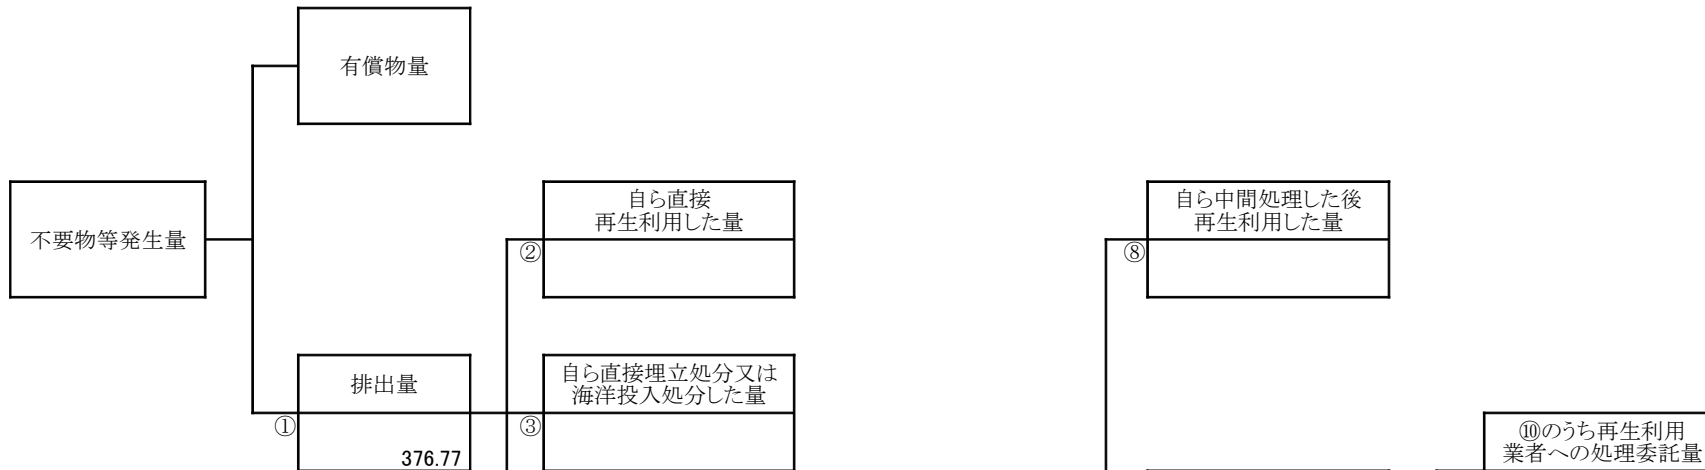 有償物量
不要物等発生量
自ら直接
再生利用した量
②
自ら中間処理した後
再生利用した量
⑧
排出量
①
376.77
自ら直接埋立処分又は
海洋投入処分した量
③
⑩のうち再生利用
業者への処理委託量